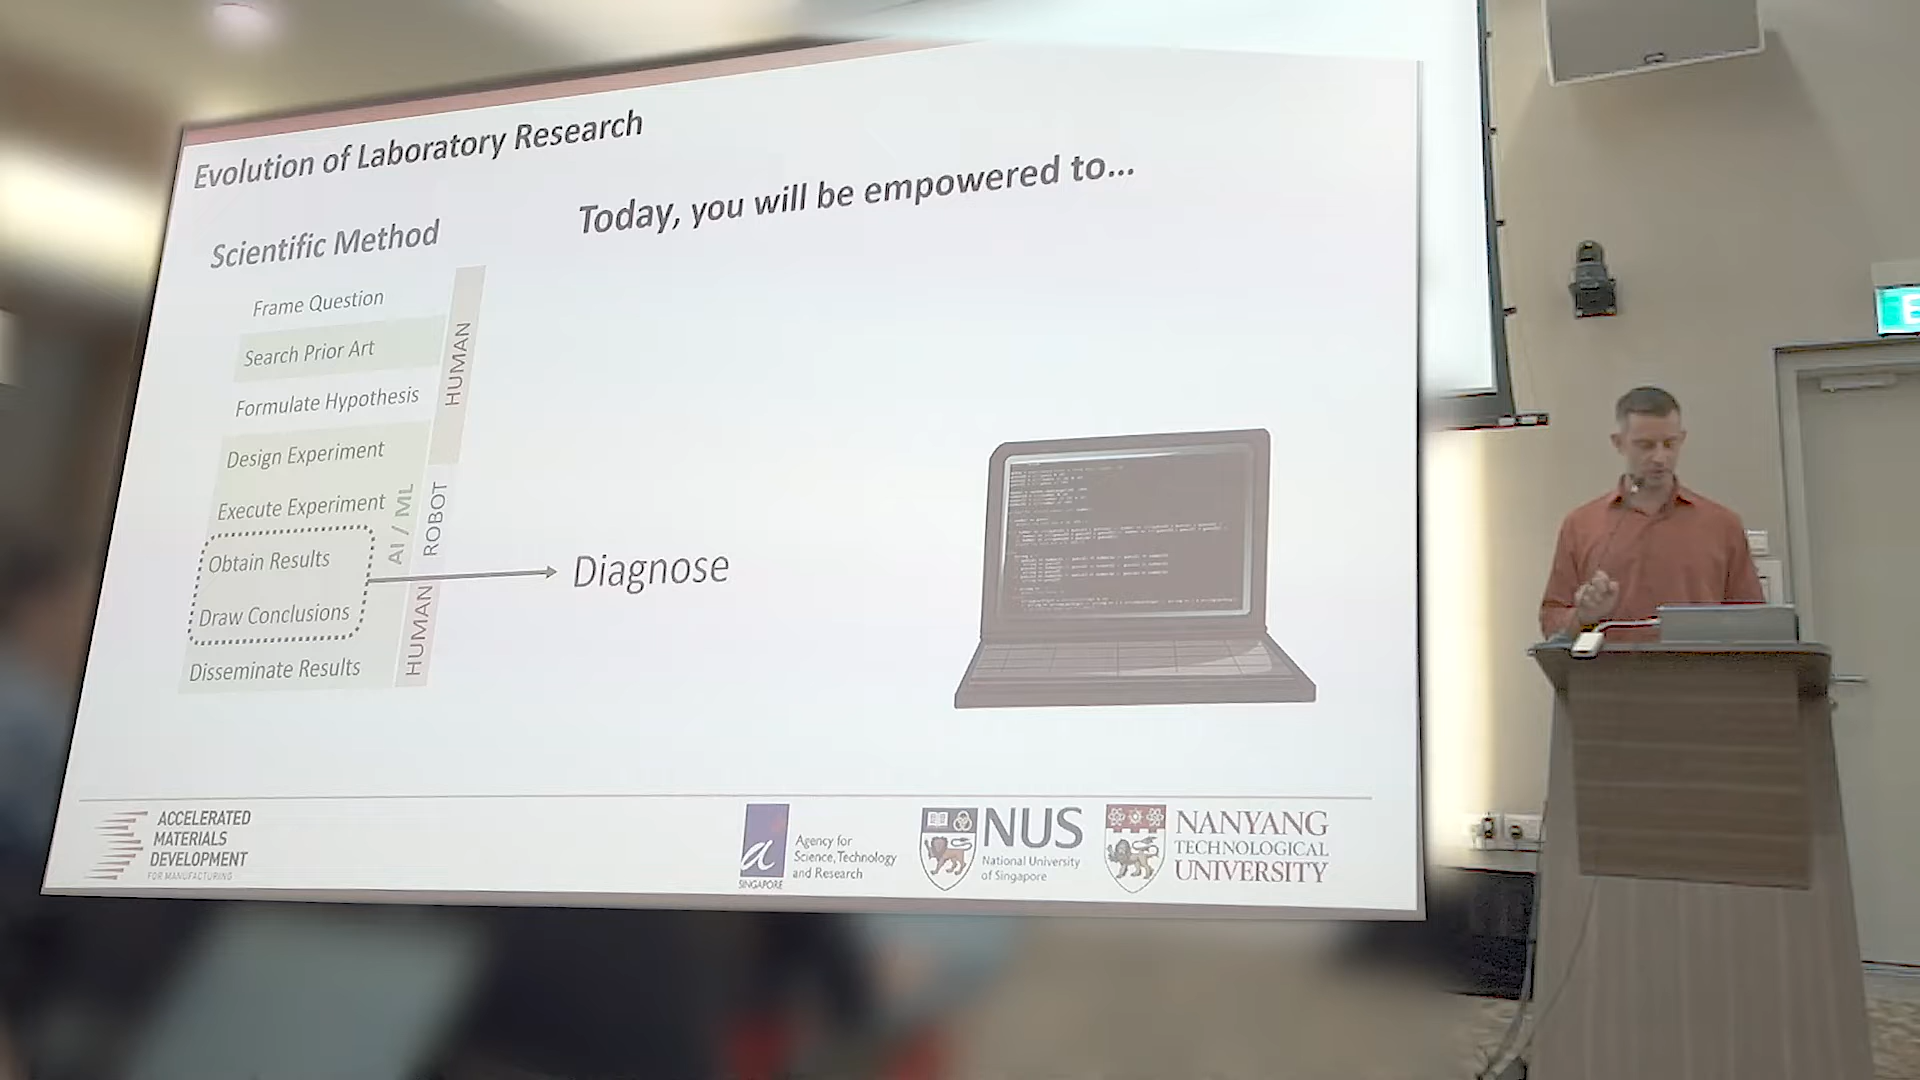 Evolution of Laboratory Research
Today, you will be empowered to...
Scientific Method
Frame Question
Search Prior Art
Formulate Hypothesis
Design Experiment
Execute Experiment
Obtain Results
Draw Conclusions
Disseminate Results
HUMAN
AI / ML
ROBOT
HUMAN
Diagnose
ACCELERATED
MATERIALS
DEVELOPMENT
FOR MANUFACTURING
a
SINGAPORE
Agency for
Science, Technology
and Research
NUS
National University
of Singapore
NANYANG
TECHNOLOGICAL
UNIVERSITY
E